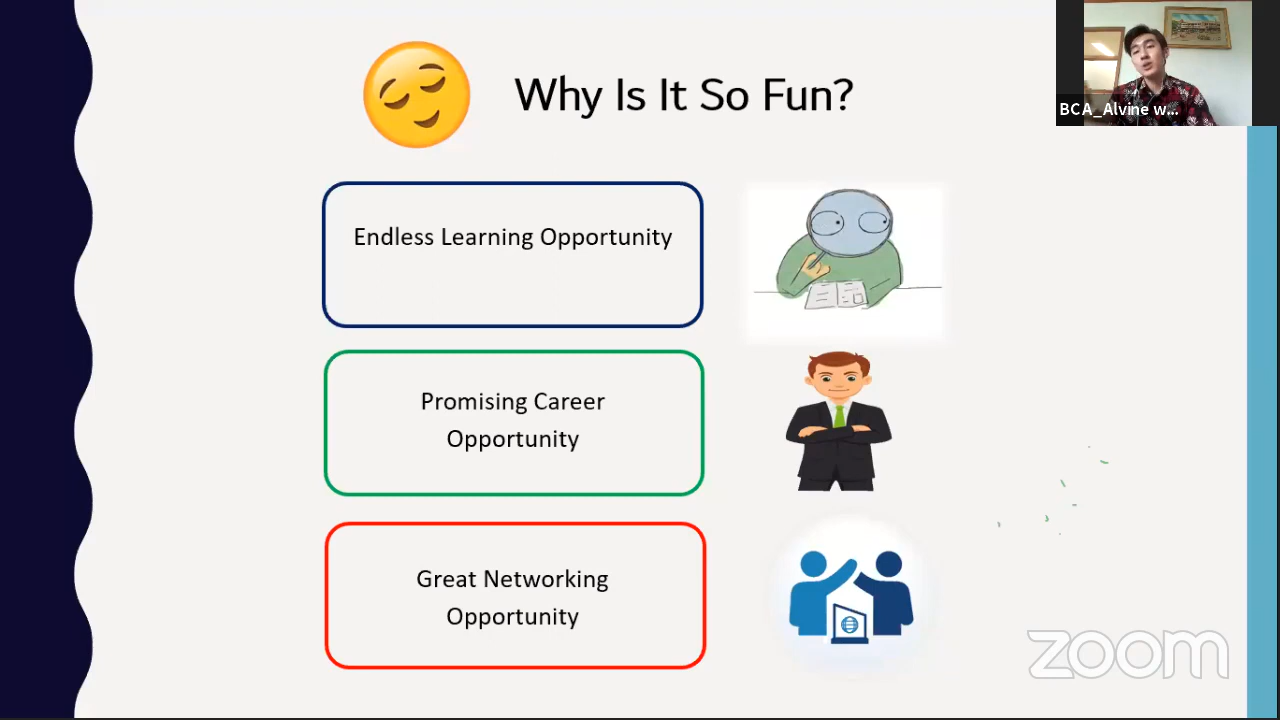 Why Is It So Fun?
BCA_Alvine w...
Endless Learning Opportunity
Promising Career
Opportunity
Great Networking
Opportunity
zoom